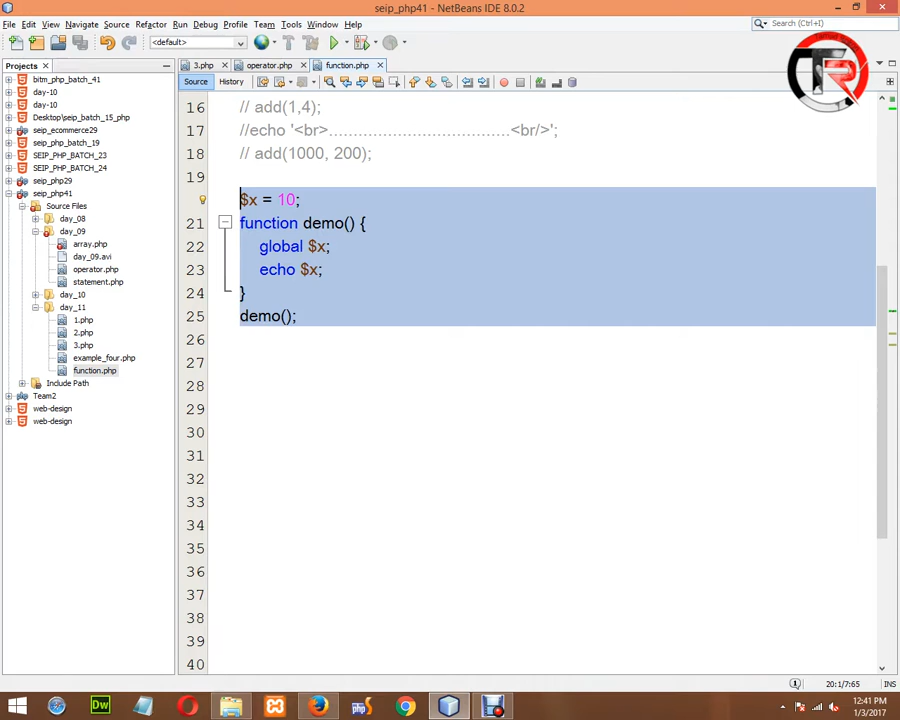 seip_php41 - NetBeans IDE 8.0.2
File Edit View Navigate Source Refactor Run Debug Profile Team Tools Window Help
Search (Ctrl+I)
<default>
TR
Projects
3.php operator.php function.php
Source History
bitm_php_batch_41
day-10
day-10
Desktop\batch_15_php
seip_ecommerce29
seip_php_batch_19
SEIP_PHP_BATCH_23
SEIP_PHP_BATCH_24
seip_php29
seip_php41
Source Files
day_08
day_09
array.php
day_09.avi
operator.php
statement.php
day_10
day_11
1.php
2.php
3.php
example_four.php
function.php
Include Path
Team2
web-design
web-design
16 // add(1,4);
17 //echo '<br>...................................<br/>';
18 // add(1000, 200);
19
20 $x = 10;
21 function demo() {
22 global $x;
23 echo $x;
24 }
25 demo();
26
27
28
29
30
31
32
33
34
35
36
37
38
39
40
20:1/7:65 INS
Dw
12:41 PM
1/3/2017